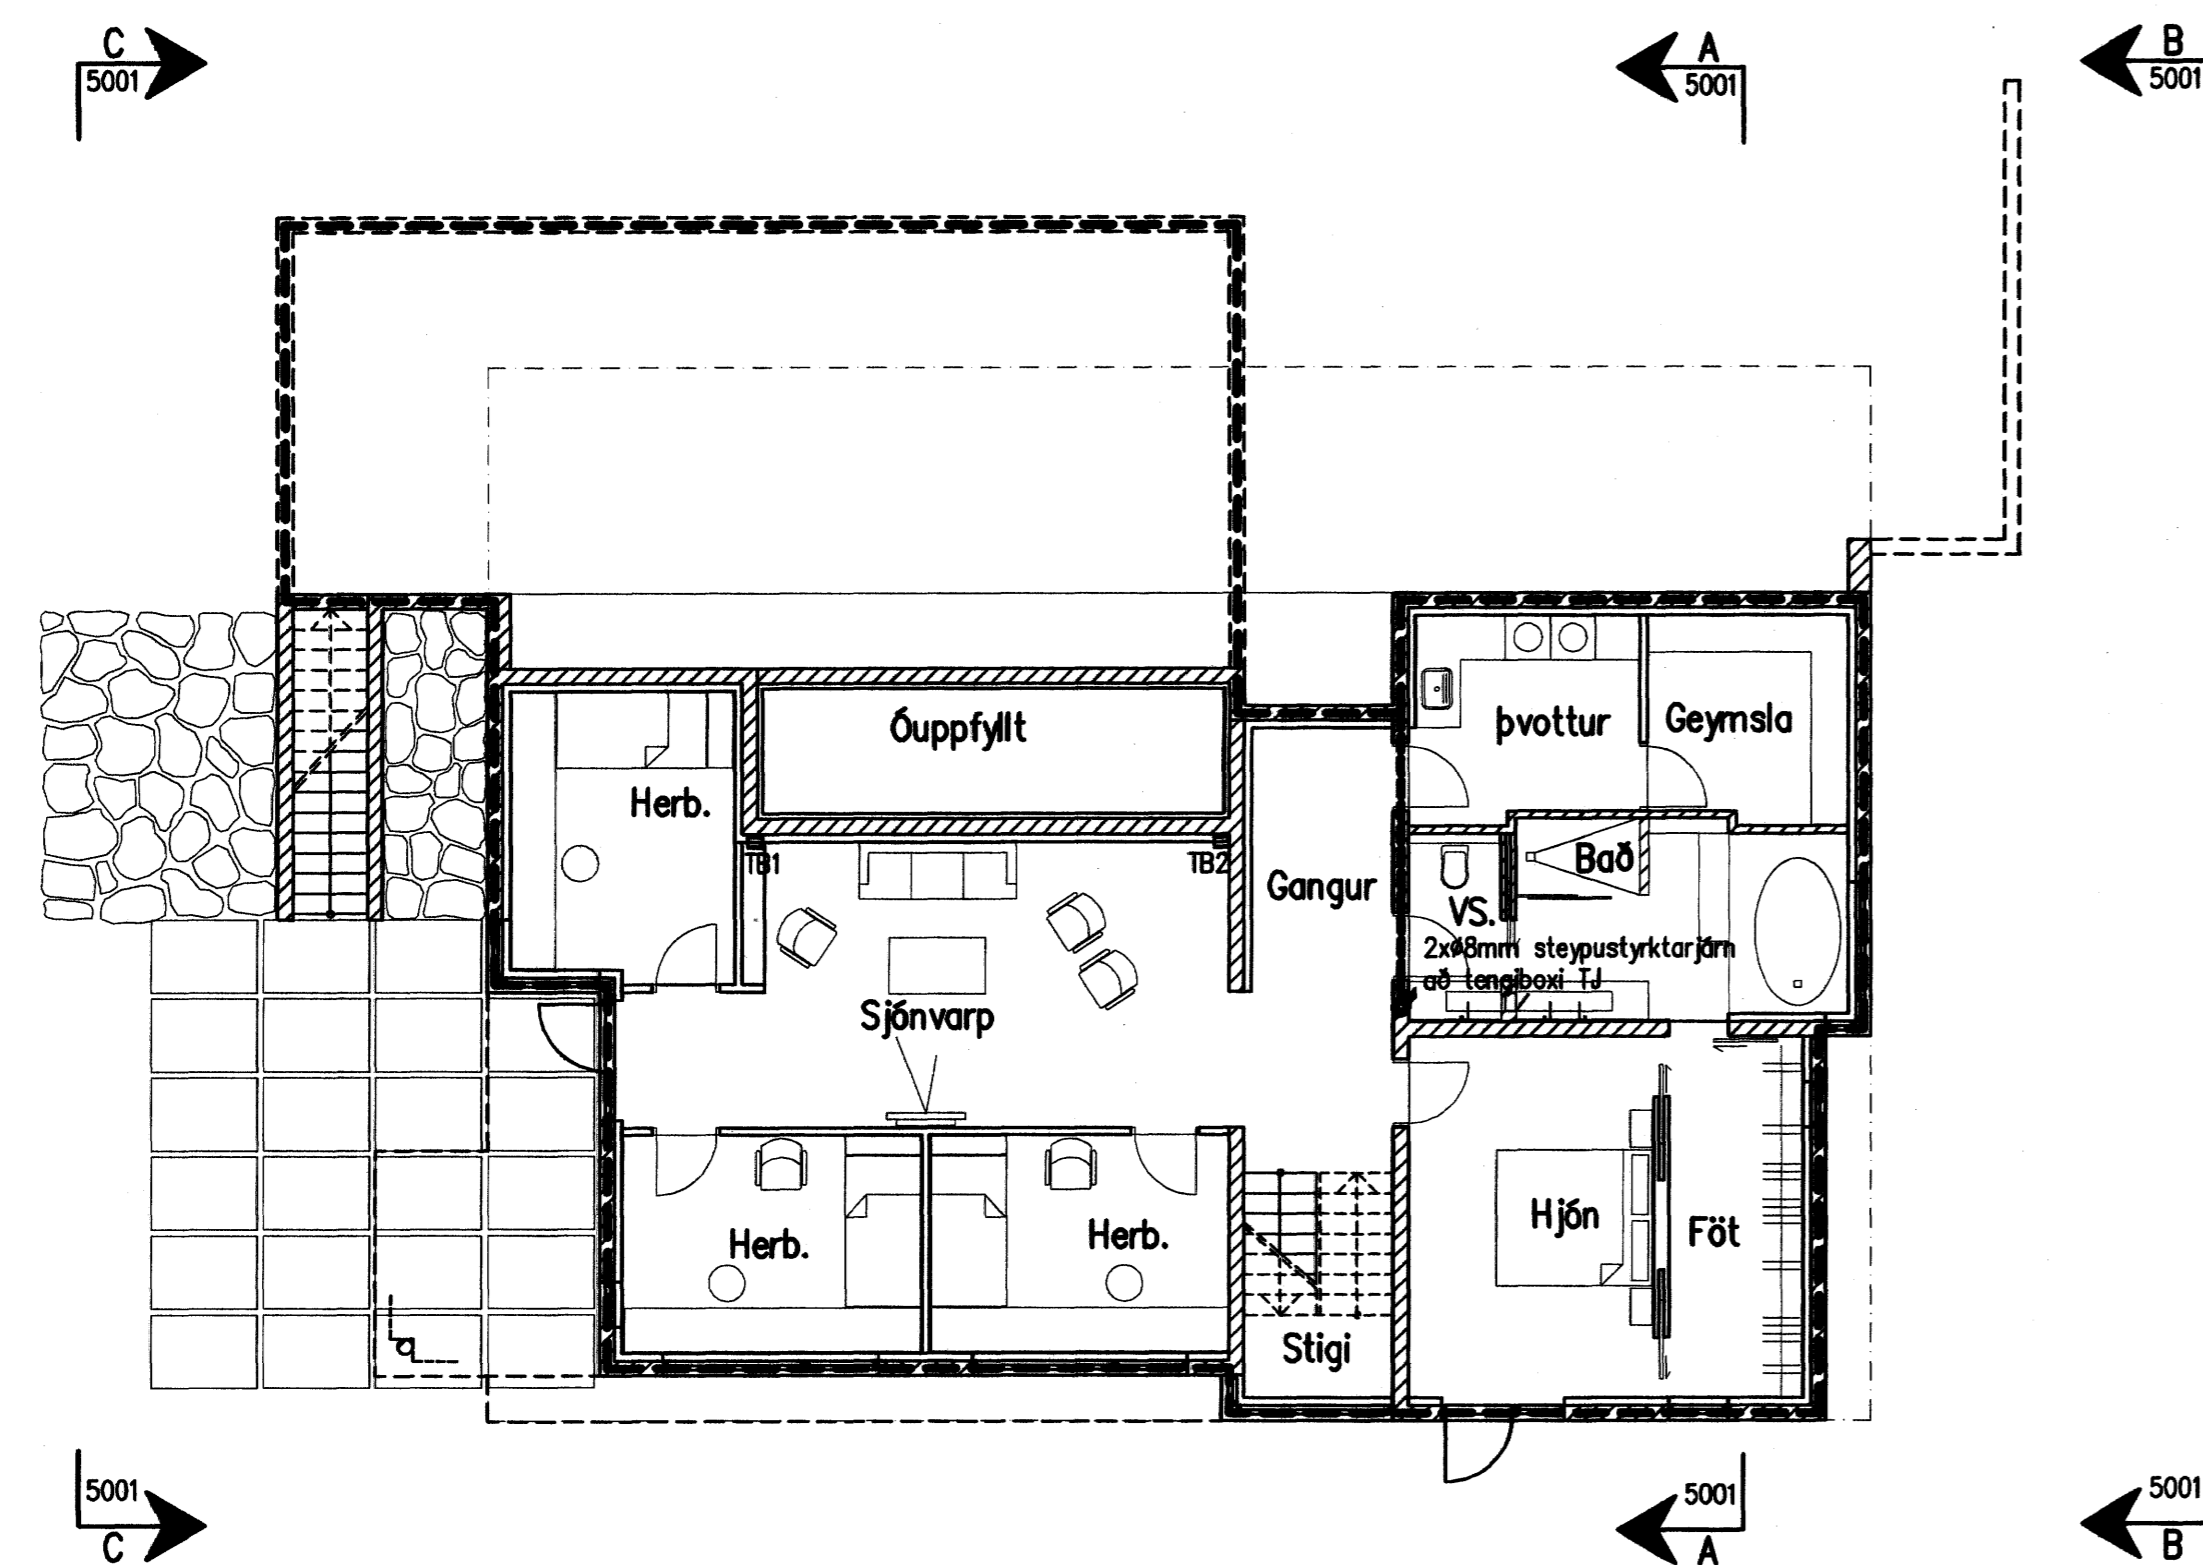 C
5001
A
5001
B
5001
Óuppfyllt
Þvottur
Geymsla
Herb.
TB1
TB2
Bað
Gangur
VS.
2xø8mm steypustyrktarjárn
að tengiboxi TJ
Sjónvarp
Hjón
Föt
Herb.
Herb.
Stigi
5001
C
5001
A
5001
B